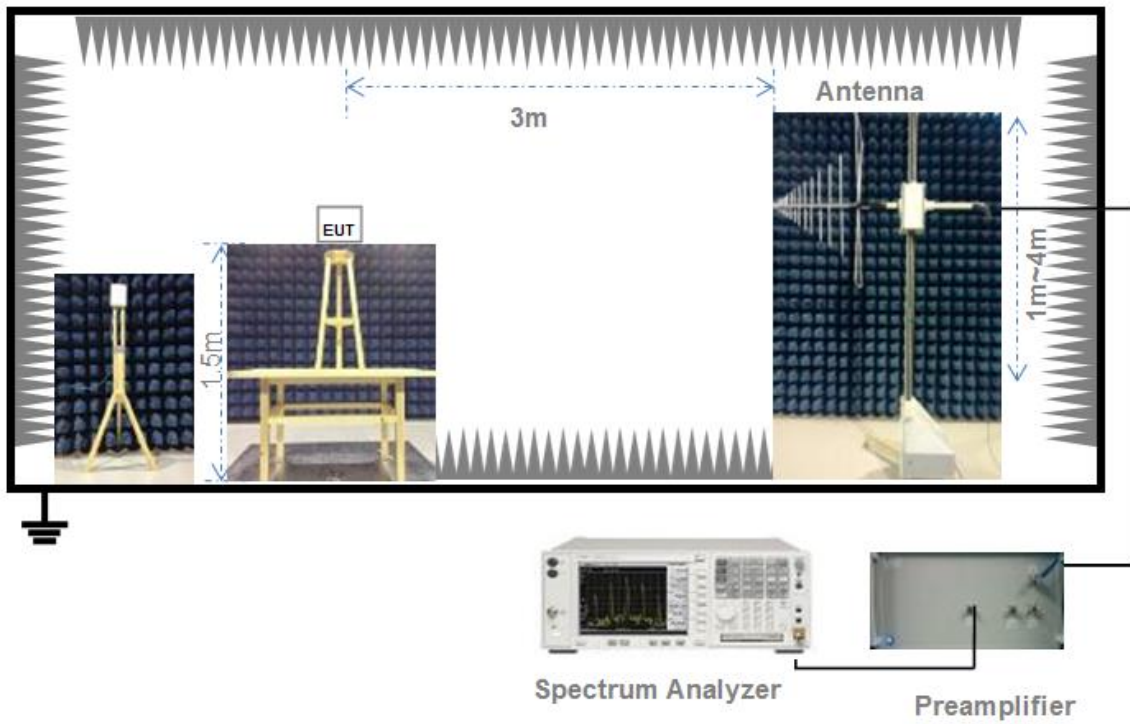 Antenna
3m
EUT
1.5m
1m~4m
Spectrum Analyzer
Preamplifier